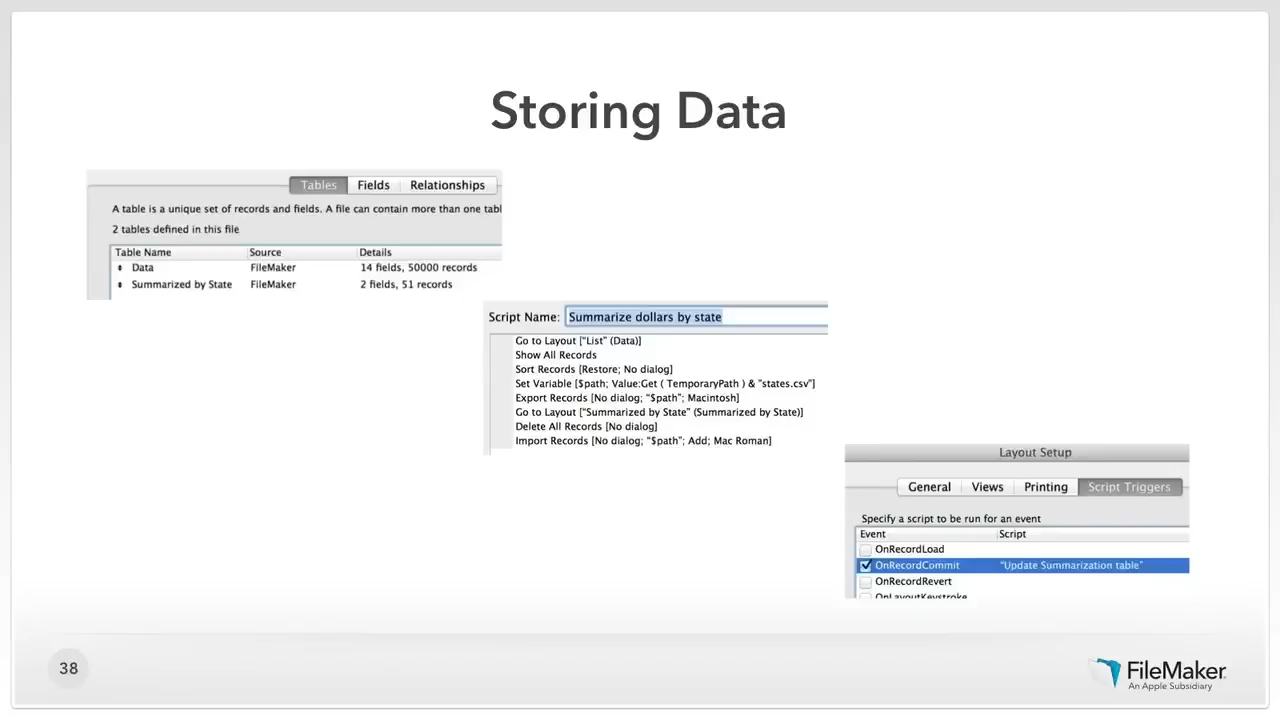 Storing Data
Tables Fields Relationships
A table is a unique set of records and fields. A file can contain more than one tabl
2 tables defined in this file
Table Name Source Details
Data FileMaker 14 fields, 50000 records
Summarized by State FileMaker 2 fields, 51 records
Script Name: Summarize dollars by state
Go to Layout ["List" (Data)]
Show All Records
Sort Records [Restore; No dialog]
Set Variable [$path; Value:Get ( TemporaryPath ) & "states.csv"]
Export Records [No dialog; "$path"; Macintosh]
Go to Layout ["Summarized by State" (Summarized by State)]
Delete All Records [No dialog]
Import Records [No dialog; "$path"; Add; Mac Roman]
Layout Setup
General Views Printing Script Triggers
Specify a script to be run for an event
Event Script
OnRecordLoad
OnRecordCommit "Update Summarization table"
OnRecordRevert
OnLayoutKeystroke
38
FileMaker.
An Apple Subsidiary